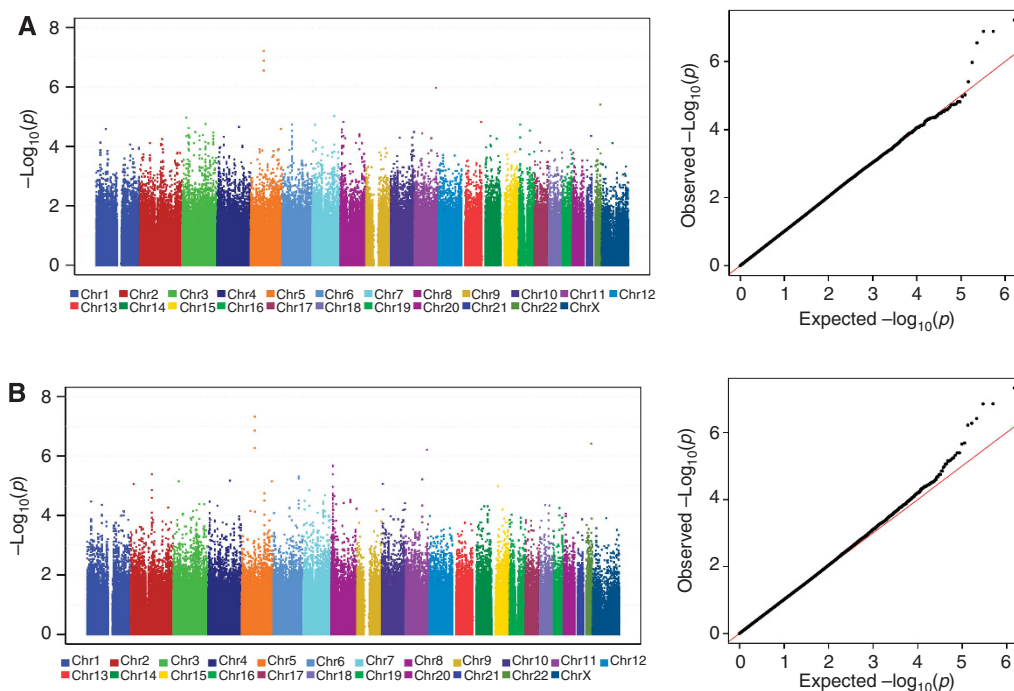 A
8
6
4
2
0
–Log10(p)
Chr1 Chr2 Chr3 Chr4 Chr5 Chr6 Chr7 Chr8 Chr9 Chr10 Chr11 Chr12
Chr13 Chr14 Chr15 Chr16 Chr17 Chr18 Chr19 Chr20 Chr21 Chr22 ChrX
Observed –Log10(p)
6
4
2
0
0 1 2 3 4 5 6
Expected –log10(p)
B
8
6
4
2
0
–Log10(p)
Chr1 Chr2 Chr3 Chr4 Chr5 Chr6 Chr7 Chr8 Chr9 Chr10 Chr11 Chr12
Chr13 Chr14 Chr15 Chr16 Chr17 Chr18 Chr19 Chr20 Chr21 Chr22 ChrX
Observed –Log10(p)
6
4
2
0
0 1 2 3 4 5 6
Expected –log10(p)